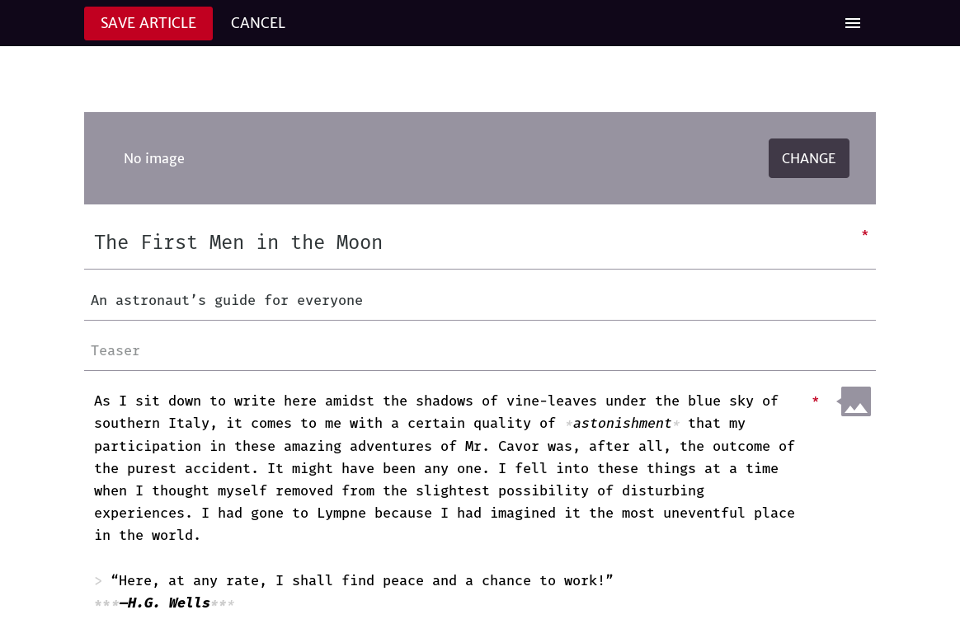 SAVE ARTICLE CANCEL
No image CHANGE
The First Men in the Moon *
An astronaut’s guide for everyone
Teaser
As I sit down to write here amidst the shadows of vine-leaves under the blue sky of *
southern Italy, it comes to me with a certain quality of *astonishment* that my
participation in these amazing adventures of Mr. Cavor was, after all, the outcome of
the purest accident. It might have been any one. I fell into these things at a time
when I thought myself removed from the slightest possibility of disturbing
experiences. I had gone to Lympne because I had imagined it the most uneventful place
in the world.
> “Here, at any rate, I shall find peace and a chance to work!”
***—H.G. Wells***